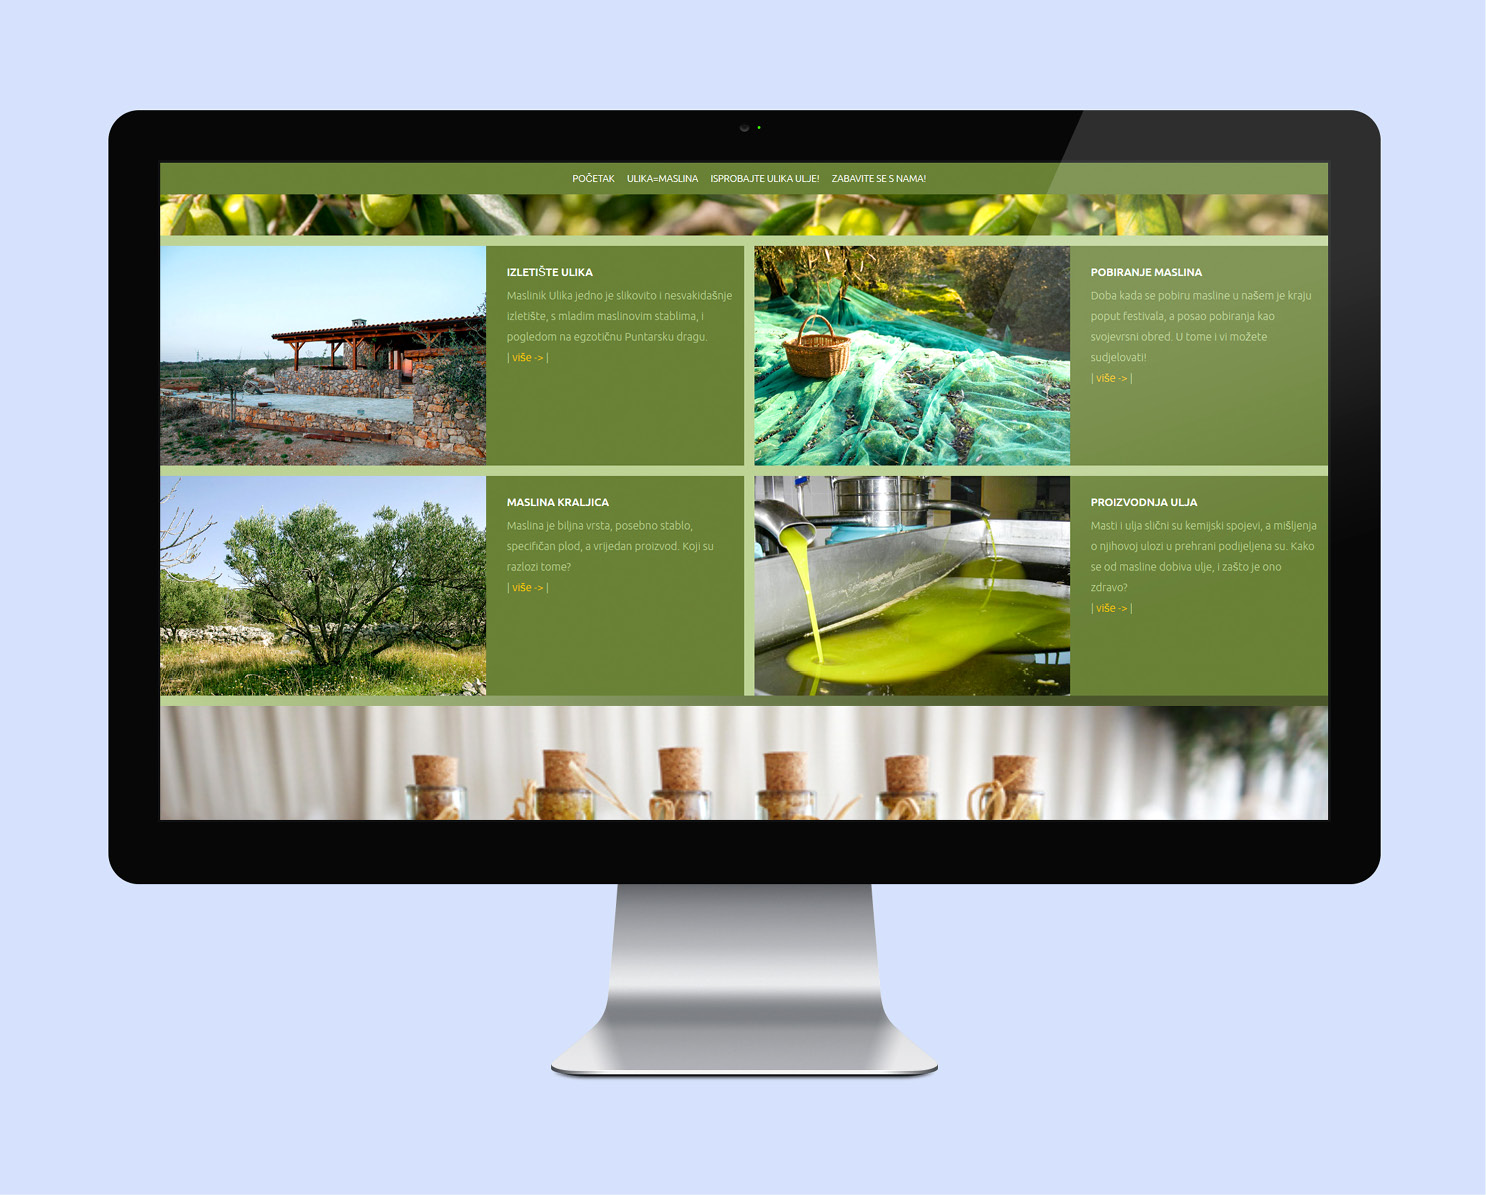 POČETAK ULIKA=MASLINA ISPROBAJTE ULIKA ULJE! ZABAVITE SE S NAMA!
IZLETIŠTE ULIKA
Maslinik Ulika jedno je slikovito i nesvakidašnje
izletište, s mladim maslinovim stablima, i
pogledom na egzotičnu Puntarsku dragu.
| više -> |
POBIRANJE MASLINA
Doba kada se pobiru masline u našem je kraju
poput festivala, a posao pobiranja kao
svojevrsni obred. U tome i vi možete
sudjelovati!
| više -> |
MASLINA KRALJICA
Maslina je biljna vrsta, posebno stablo,
specifičan plod, a vrijedan proizvod. Koji su
razlozi tome?
| više -> |
PROIZVODNJA ULJA
Masti i ulja slični su kemijski spojevi, a mišljenja
o njihovoj ulozi u prehrani podijeljena su. Kako
se od masline dobiva ulje, i zašto je ono
zdravo?
| više -> |